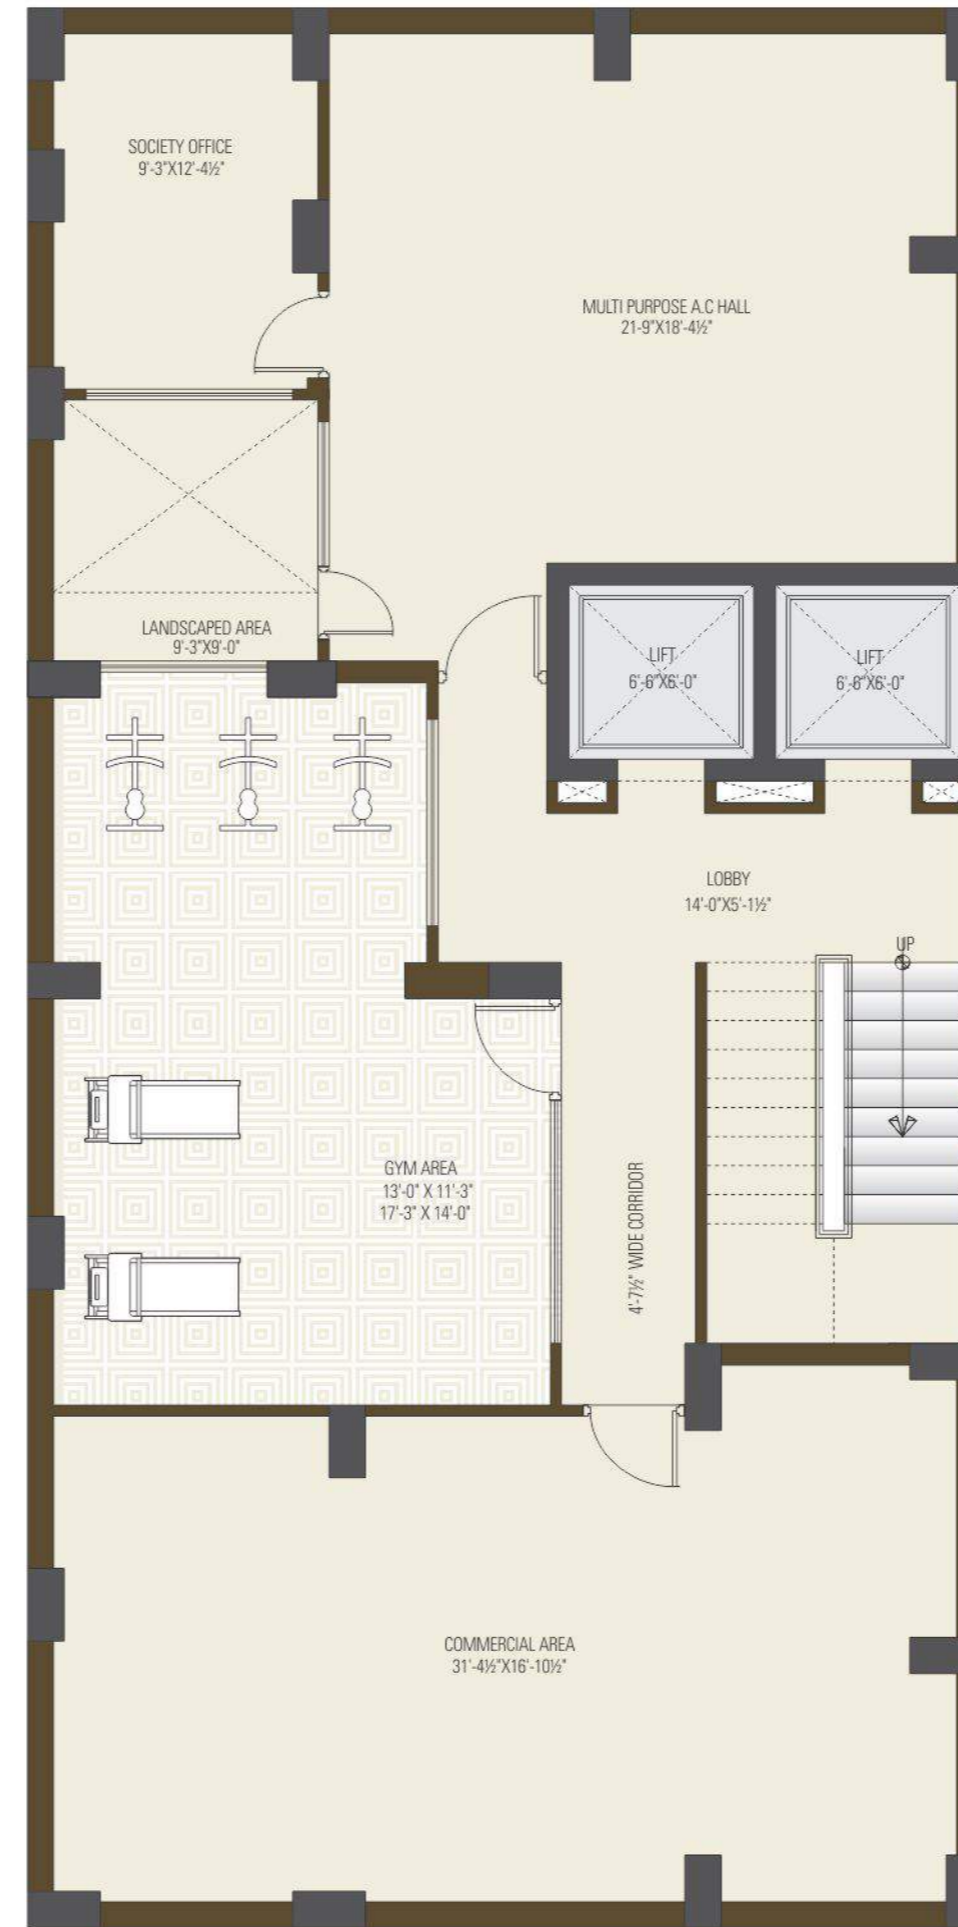 SOCIETY OFFICE
9'-3"X12'-4½"
MULTI PURPOSE A.C HALL
21-9"X18'-4½"
LANDSCAPED AREA
9'-3"X9'-0"
LIFT
6'-6"X6'-0"
LIFT
6'-6"X6'-0"
LOBBY
14'-0"X5'-1½"
UP
GYM AREA
13'-0" X 11'-3"
17'-3" X 14'-0"
4'-7½" WIDE CORRIDOR
COMMERCIAL AREA
31'-4½"X16'-10½"